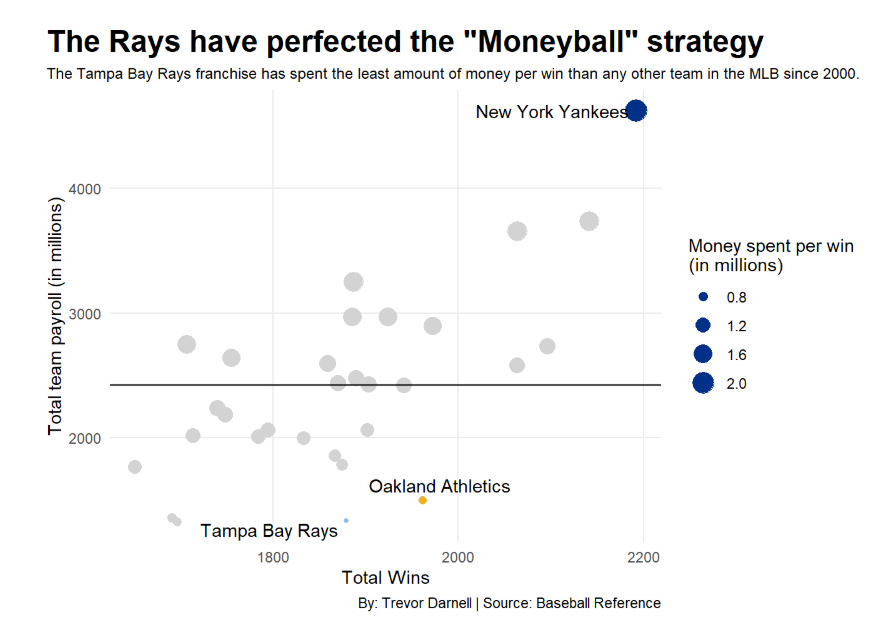 The Rays have perfected the "Moneyball" strategy
The Tampa Bay Rays franchise has spent the least amount of money per win than any other team in the MLB since 2000.
New York Yankees
4000
3000
2000
Total team payroll (in millions)
Oakland Athletics
Tampa Bay Rays
1800
2000
2200
Total Wins
Money spent per win
(in millions)
0.8
1.2
1.6
2.0
By: Trevor Darnell | Source: Baseball Reference